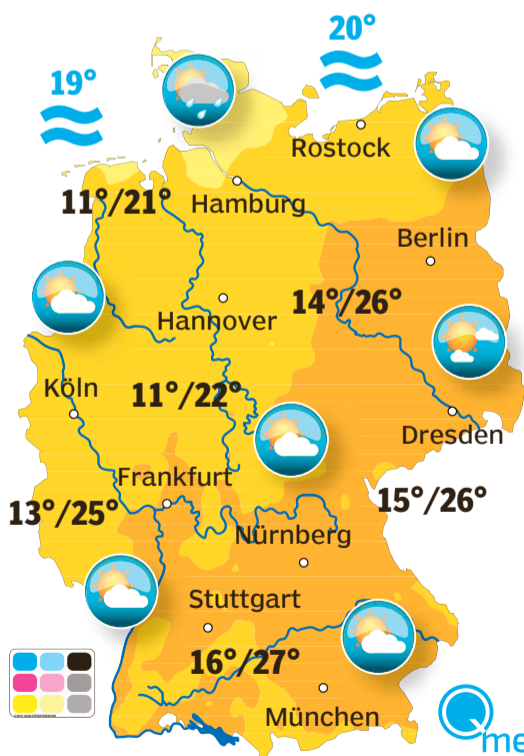 20°
19°
Rostock
11°/21°
Hamburg
Berlin
14°/26°
Hannover
Köln
11°/22°
Dresden
Frankfurt
15°/26°
13°/25°
Nürnberg
Stuttgart
16°/27°
München
Qme